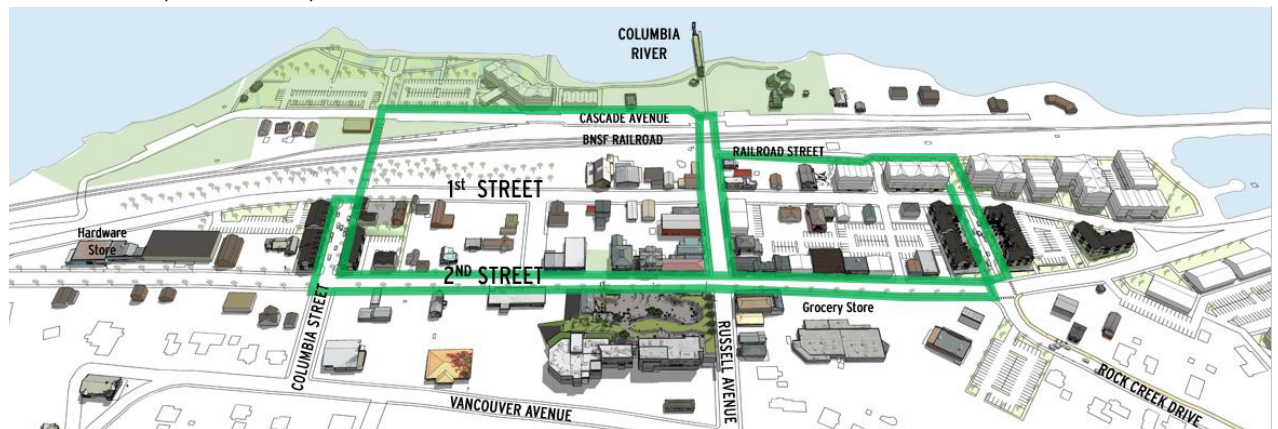 COLUMBIA
RIVER
CASCADE AVENUE
BNSF RAILROAD
RAILROAD STREET
1st STREET
Hardware
Store
2ND STREET
Grocery Store
COLUMBIA STREET
RUSSELL AVENUE
ROCK CREEK DRIVE
VANCOUVER AVENUE